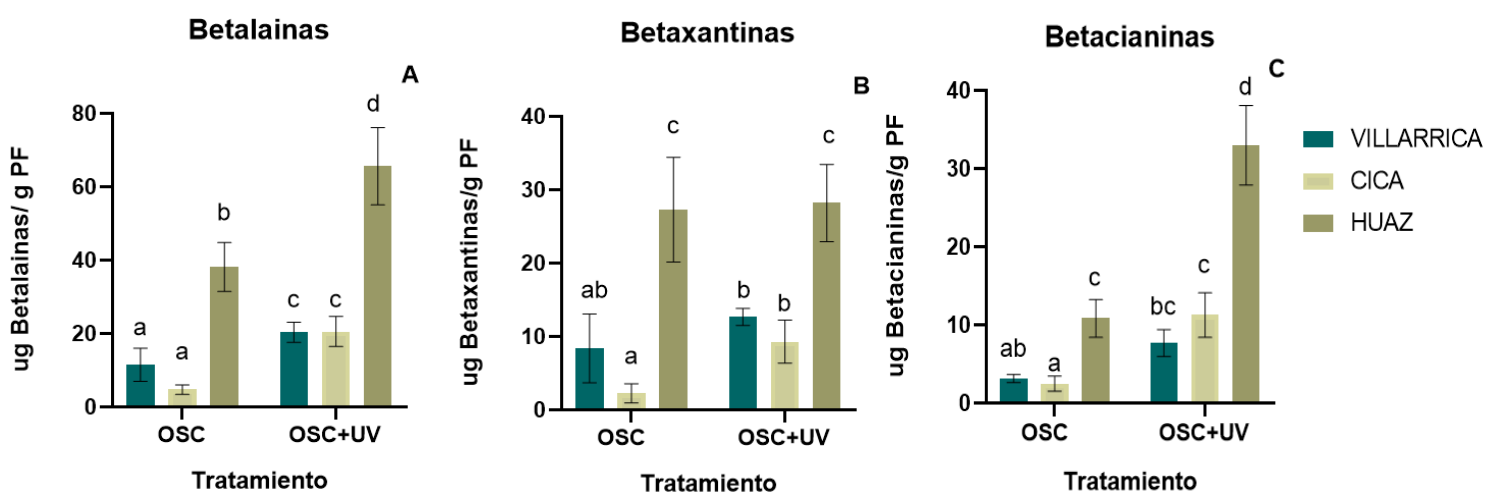 Betalainas
A
ug Betalainas/ g PF
80
60
40
20
0
a
a
b
c
c
d
OSC
OSC+UV
Tratamiento
Betaxantinas
B
ug Betaxantinas/g PF
40
30
20
10
0
ab
a
c
b
b
c
OSC
OSC+UV
Tratamiento
Betacianinas
C
ug Betacianinas/g PF
40
30
20
10
0
ab
a
c
bc
c
d
OSC
OSC+UV
Tratamiento
VILLARRICA
CICA
HUAZ